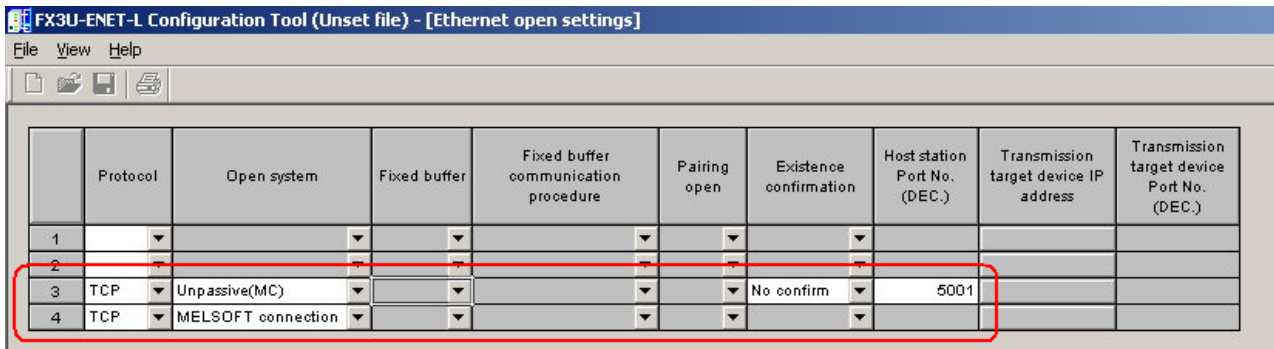 FX3U-ENET-L Configuration Tool (Unset file) - [Ethernet open settings]
File View Help
Protocol Open system Fixed buffer Fixed buffer communication procedure Pairing open Existence confirmation Host station Port No. (DEC.) Transmission target device IP address Transmission target device Port No. (DEC.)
1
2
3 TCP Unpassive(MC) No confirm 5001
4 TCP MELSOFT connection